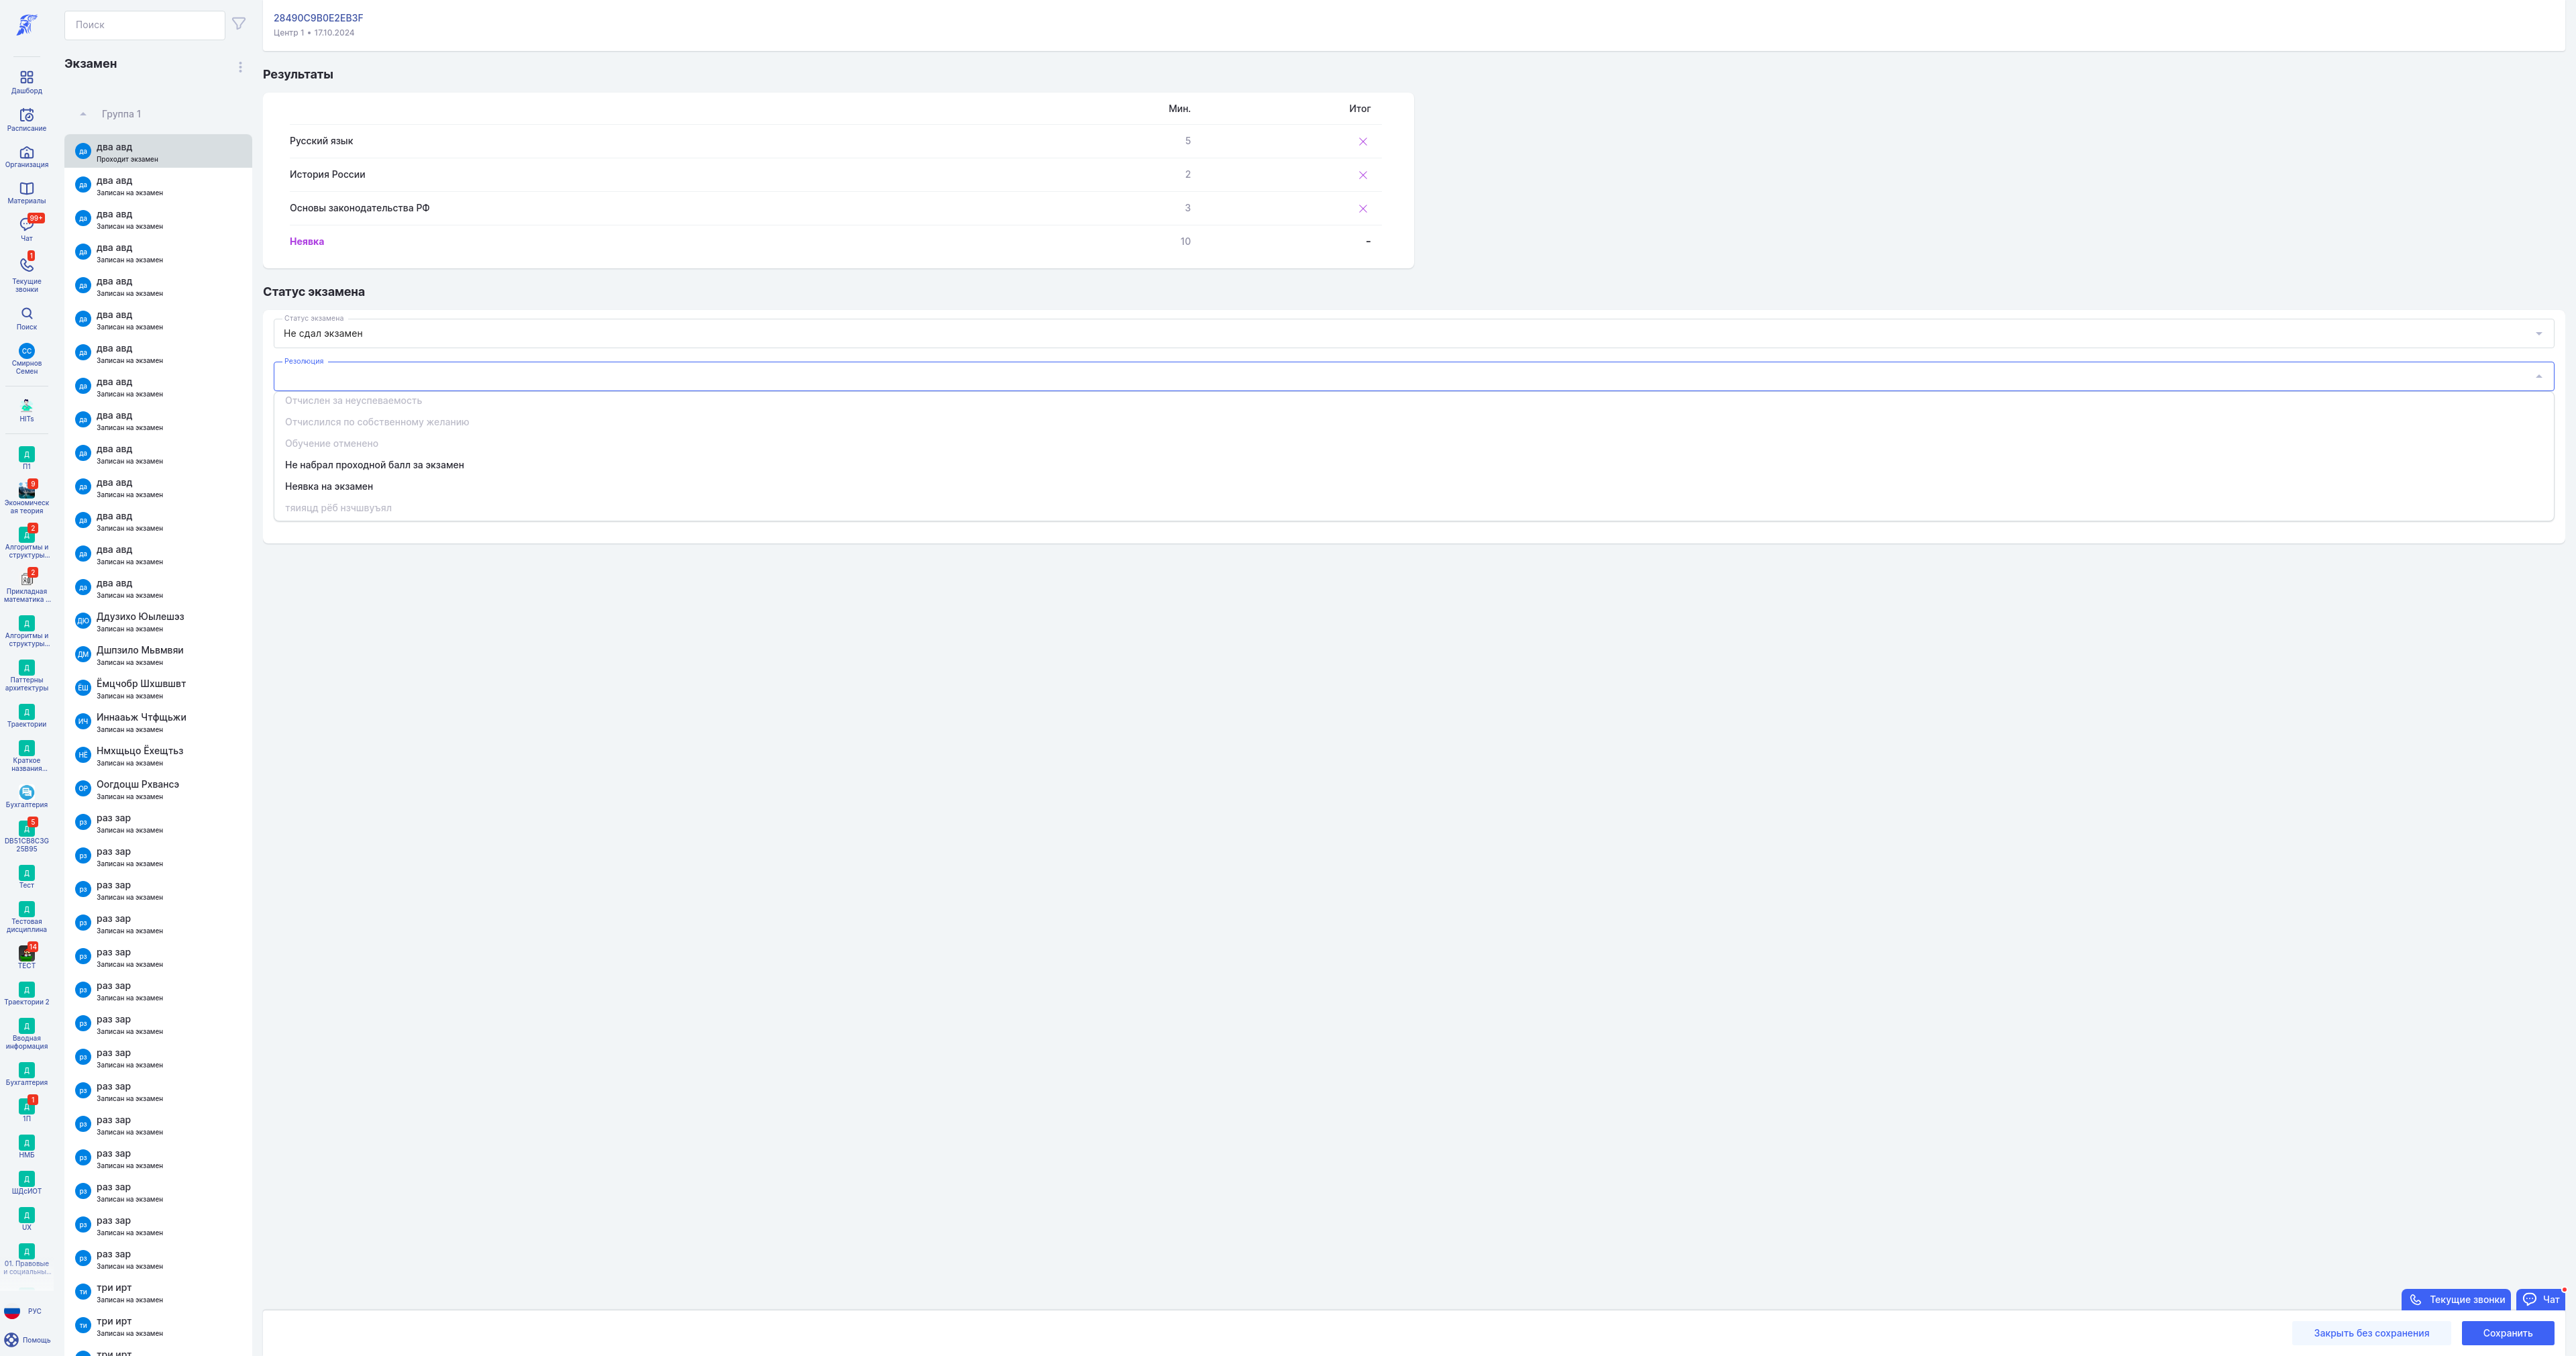 Дашборд
Расписание
Организация
Материалы
99+
Чат
1
Текущие
звонки
Поиск
СС
Смирнов
Семен
HITs
Д
П1
9
Экономическ
ая теория
2
Д
Алгоритмы и
структуры...
2
Прикладная
математика ...
Д
Алгоритмы и
структуры...
Д
Паттерны
архитектуры
Д
Траектории
Д
Краткое
названия...
Бухгалтерия
5
Д
DB51CB8C3G
25B95
Д
Тест
Д
Тестовая
дисциплина
14
ТЕСТ
Д
Траектории 2
Д
Вводная
информация
Д
Бухгалтерия
1
Д
1П
Д
НМБ
Д
ШДсИОТ
Д
UX
Д
01. Правовые
и социальны...
РУС
Помощь
Поиск
Экзамен
Группа 1
да два авд
Проходит экзамен
да два авд
Записан на экзамен
да два авд
Записан на экзамен
да два авд
Записан на экзамен
да два авд
Записан на экзамен
да два авд
Записан на экзамен
да два авд
Записан на экзамен
да два авд
Записан на экзамен
да два авд
Записан на экзамен
да два авд
Записан на экзамен
да два авд
Записан на экзамен
да два авд
Записан на экзамен
да два авд
Записан на экзамен
да два авд
Записан на экзамен
ДЮ Ддузихо Юылешэз
Записан на экзамен
ДМ Дшпзило Мьвмвяи
Записан на экзамен
ЁШ Ёмцчобр Шхшвшвт
Записан на экзамен
ИЧ Иннааьж Чтфщьжи
Записан на экзамен
НЁ Нмхщьцо Ёхещтьз
Записан на экзамен
ОР Оогдоцш Рхвансэ
Записан на экзамен
рз раз зар
Записан на экзамен
рз раз зар
Записан на экзамен
рз раз зар
Записан на экзамен
рз раз зар
Записан на экзамен
рз раз зар
Записан на экзамен
рз раз зар
Записан на экзамен
рз раз зар
Записан на экзамен
рз раз зар
Записан на экзамен
рз раз зар
Записан на экзамен
рз раз зар
Записан на экзамен
рз раз зар
Записан на экзамен
рз раз зар
Записан на экзамен
рз раз зар
Записан на экзамен
рз раз зар
Записан на экзамен
ти три ирт
Записан на экзамен
ти три ирт
Записан на экзамен
три ирт
28490C9B0E2EB3F
Центр 1 • 17.10.2024
Результаты
Мин. Итог
Русский язык 5
История России 2
Основы законодательства РФ 3
Неявка 10 -
Статус экзамена
Статус экзамена
Не сдал экзамен
Резолюция
Отчислен за неуспеваемость
Отчислился по собственному желанию
Обучение отменено
Не набрал проходной балл за экзамен
Неявка на экзамен
тяияцд рёб нзчшвуъял
Текущие звонки Чат
Закрыть без сохранения Сохранить